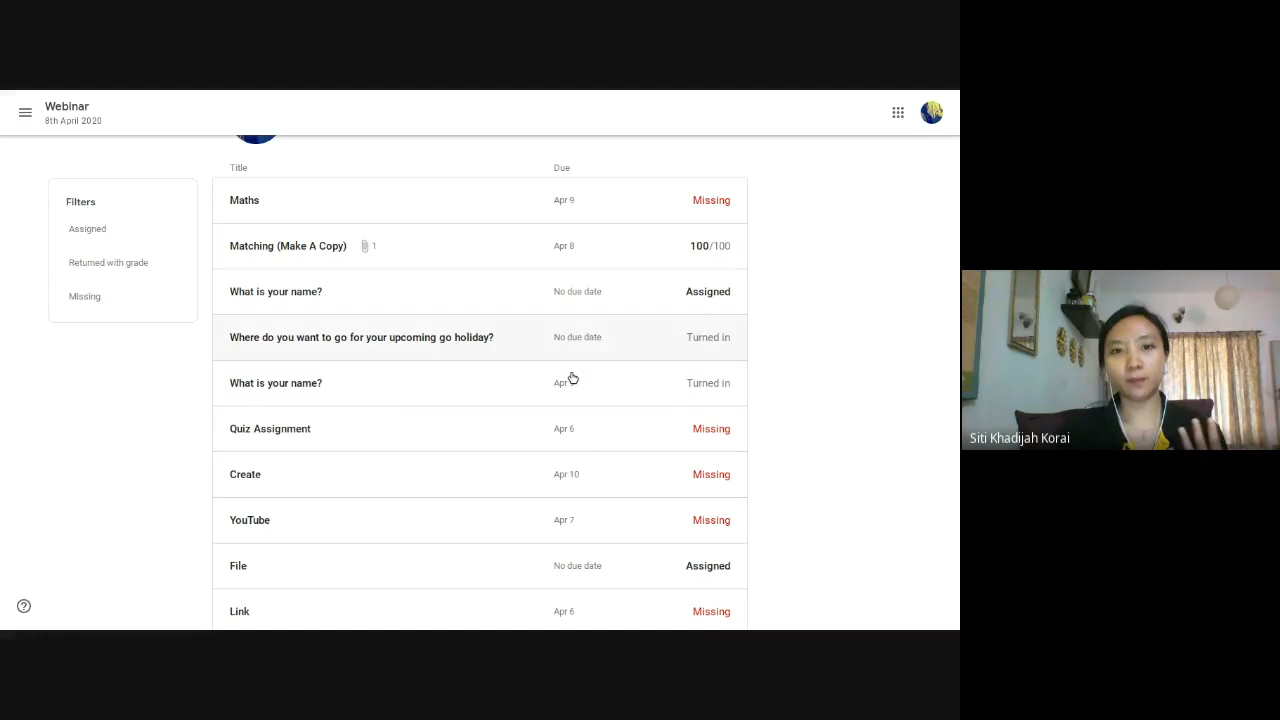 Webinar
8th April 2020
Title Due
Filters
Assigned
Returned with grade
Missing
Maths Apr 9 Missing
Matching (Make A Copy) 1 Apr 8 100/100
What is your name? No due date Assigned
Where do you want to go for your upcoming go holiday? No due date Turned in
What is your name? Apr Turned in
Quiz Assignment Apr 6 Missing
Create Apr 10 Missing
YouTube Apr 7 Missing
File No due date Assigned
Link Apr 6 Missing
Siti Khadijah Korai